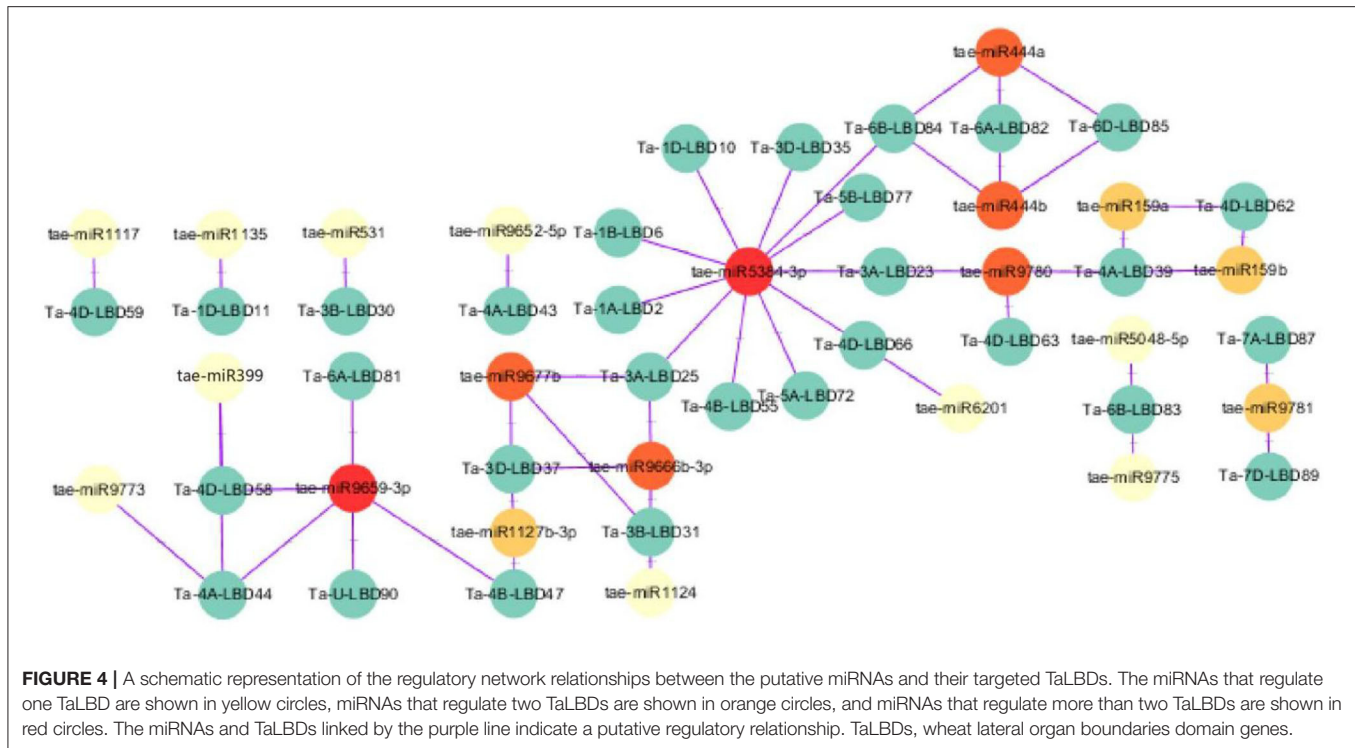 tae-miR444a
Ta-6B-LBD84
Ta-6A-LBD82
Ta-6D-LBD85
Ta-1D-LBD10
Ta-3D-LBD35
Ta-5B-LBD77
tae-miR444b
tae-miR159a
Ta-4D-LBD62
tae-miR1117
tae-miR1135
tae-miR531
tae-miR9652-5p
Ta-1B-LBD6
tae-miR5384-3p
Ta-3A-LBD23
tae-miR9780
Ta-4A-LBD39
tae-miR159b
Ta-4D-LBD59
Ta-1D-LBD11
Ta-3B-LBD30
Ta-4A-LBD43
Ta-1A-LBD2
Ta-4D-LBD66
Ta-4D-LBD63
tae-miR5048-5p
Ta-7A-LBD87
tae-miR399
Ta-6A-LBD81
tae-miR9677b
Ta-3A-LBD25
Ta-4B-LBD55
Ta-5A-LBD72
tae-miR6201
Ta-6B-LBD83
tae-miR9781
tae-miR9773
Ta-4D-LBD58
tae-miR9659-3p
Ta-3D-LBD37
tae-miR9666b-3p
tae-miR9775
Ta-7D-LBD89
tae-miR1127b-3p
Ta-3B-LBD31
Ta-4A-LBD44
Ta-U-LBD90
Ta-4B-LBD47
tae-miR1124
FIGURE 4 | A schematic representation of the regulatory network relationships between the putative miRNAs and their targeted TaLBDs. The miRNAs that regulate
one TaLBD are shown in yellow circles, miRNAs that regulate two TaLBDs are shown in orange circles, and miRNAs that regulate more than two TaLBDs are shown in
red circles. The miRNAs and TaLBDs linked by the purple line indicate a putative regulatory relationship. TaLBDs, wheat lateral organ boundaries domain genes.